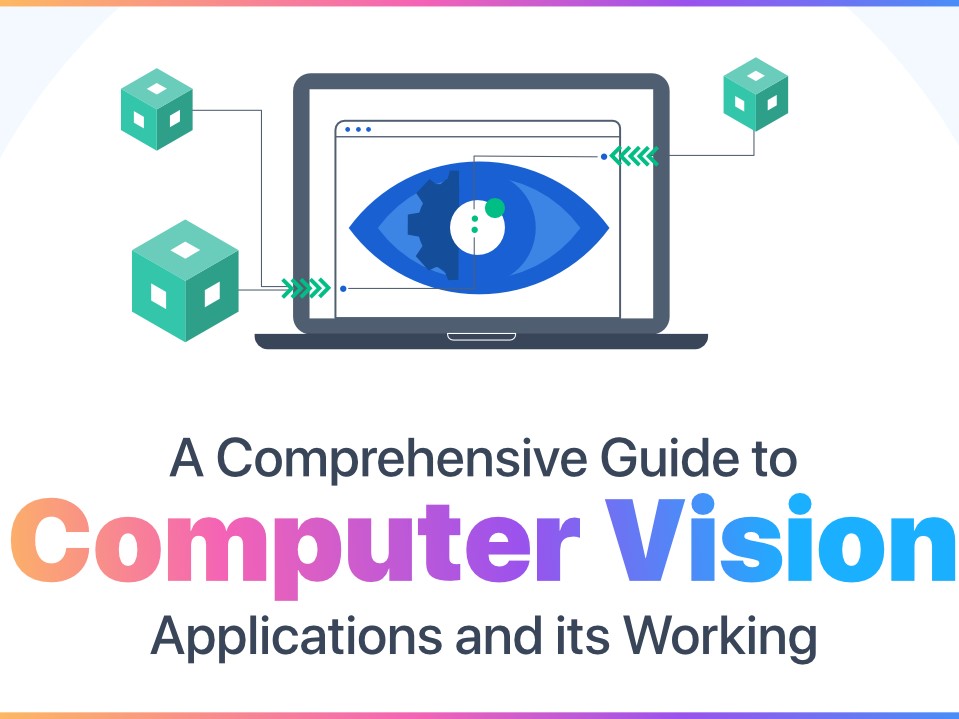 A Comprehensive Guide to
Computer Vision
Applications and its Working